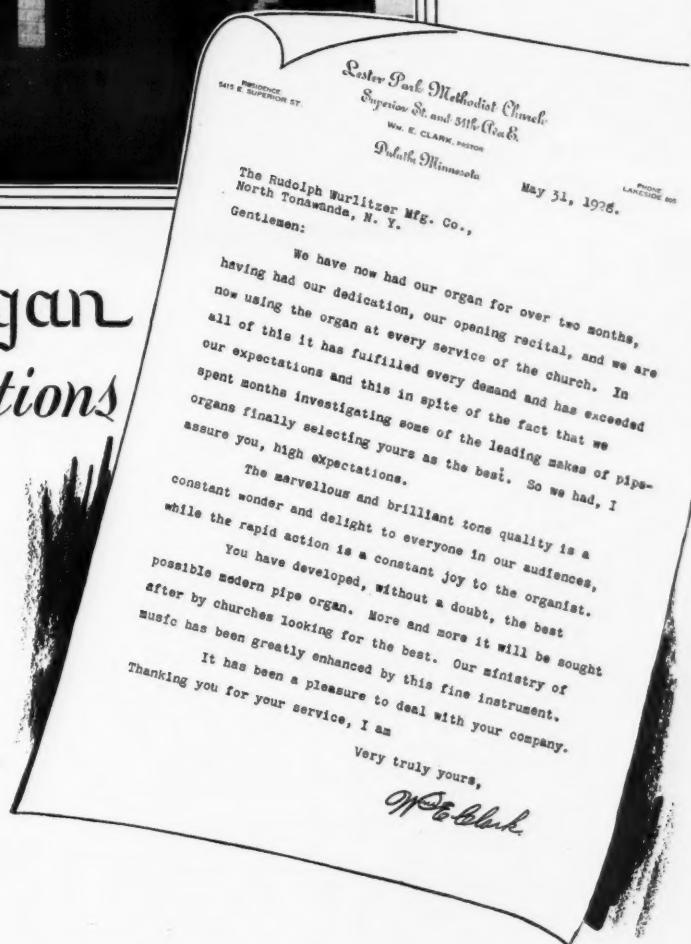 gan
tions
RESIDENCE
5415 E. SUPERIOR ST.
Lester Park Methodist Church
Superior St. and 54th Ave E.
WM. E. CLARK, PASTOR
Duluth, Minnesota
PHONE
LAKESIDE 805
May 31, 1928.
The Rudolph Wurlitzer Mfg. Co.,
North Tonawanda, N. Y.
Gentlemen:
We have now had our organ for over two months,
having had our dedication, our opening recital, and we are
now using the organ at every service of the church. In
all of this it has fulfilled every demand and has exceeded
our expectations and this in spite of the fact that we
spent months investigating some of the leading makes of pipe-
organs finally selecting yours as the best. So we had, I
assure you, high expectations.
The marvellous and brilliant tone quality is a
constant wonder and delight to everyone in our audiences,
while the rapid action is a constant joy to the organist.
You have developed, without a doubt, the best
possible modern pipe organ. More and more it will be sought
after by churches looking for the best. Our ministry of
music has been greatly enhanced by this fine instrument.
It has been a pleasure to deal with your company.
Thanking you for your service, I am
Very truly yours,
Wm E Clark.